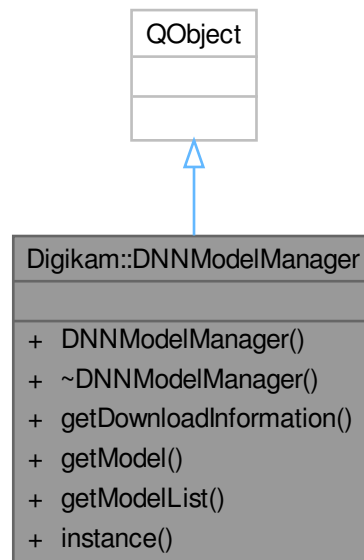 QObject
Digikam::DNNModelManager
+ DNNModelManager()
+ ~DNNModelManager()
+ getDownloadInformation()
+ getModel()
+ getModelList()
+ instance()